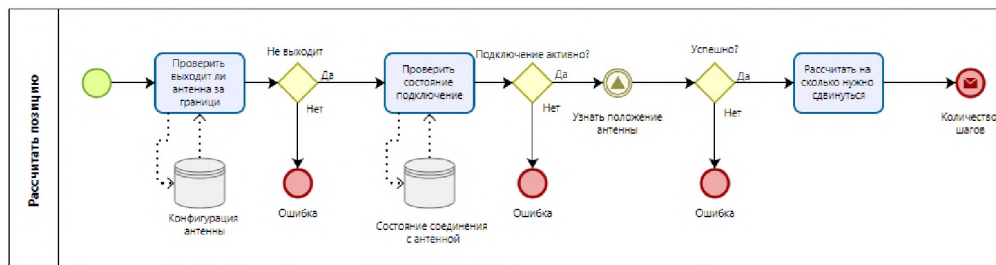 Рассчитать позицию
Проверить
выходит ли
антенна за
граници
Конфигурация
антенны
Не выходит
Да
Нет
Ошибка
Проверить
состояние
подключение
Состояние соединения
с антенной
Подключение активно?
Да
Нет
Ошибка
Узнать положение
антенны
Успешно?
Да
Нет
Ошибка
Рассчитать на
сколько нужно
сдвинуться
Количество
шагов